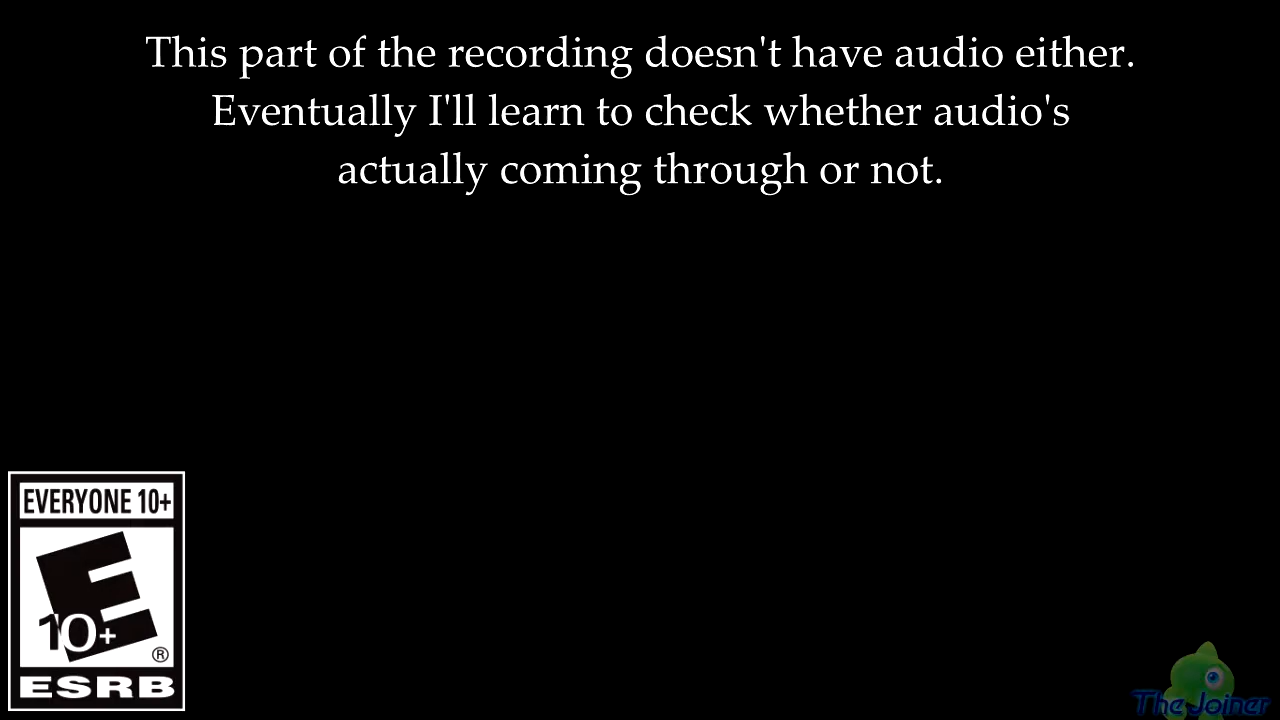 This part of the recording doesn't have audio either.
Eventually I'll learn to check whether audio's
actually coming through or not.
EVERYONE 10+
E
10+
®
ESRB
The Joiner